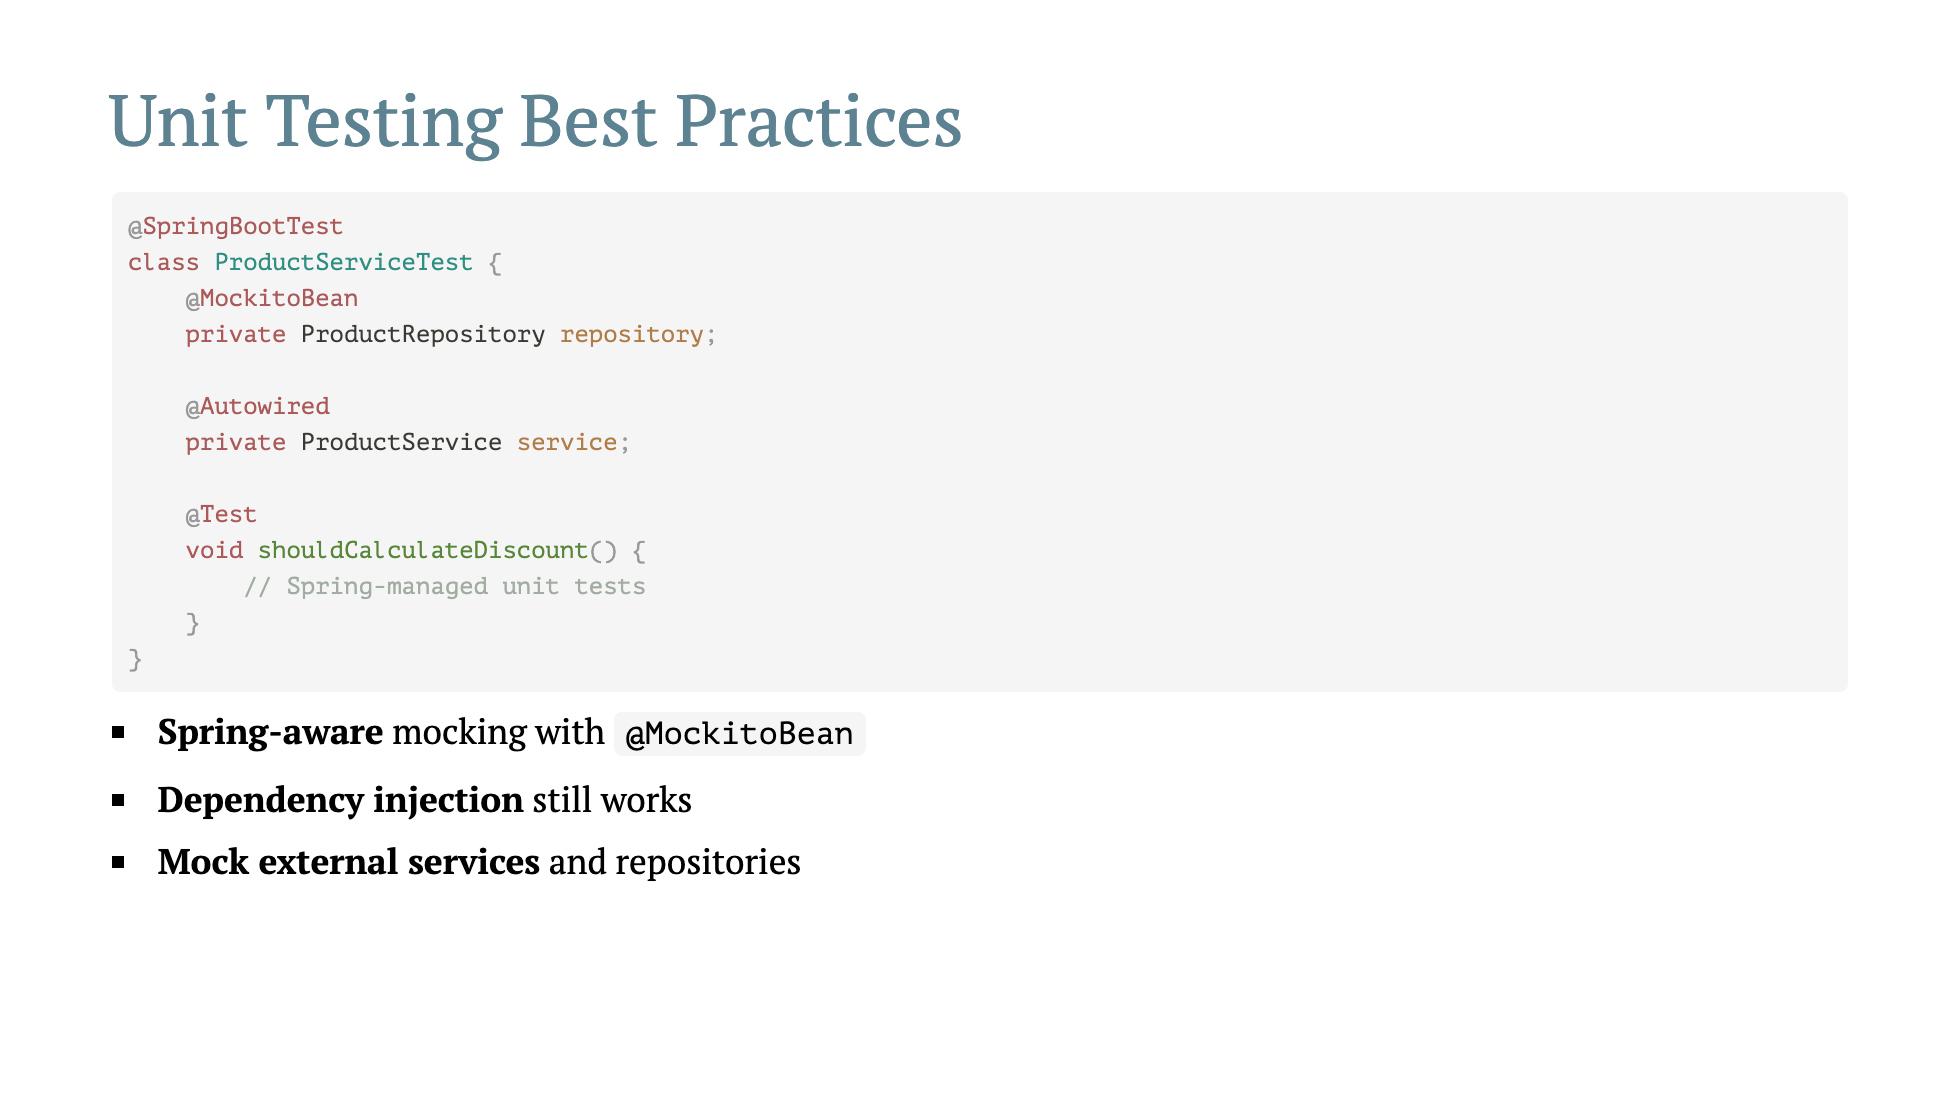 Unit Testing Best Practices
@SpringBootTest
class ProductServiceTest {
    @MockitoBean
    private ProductRepository repository;

    @Autowired
    private ProductService service;

    @Test
    void shouldCalculateDiscount() {
        // Spring-managed unit tests
    }
}
▪ Spring-aware mocking with @MockitoBean
▪ Dependency injection still works
▪ Mock external services and repositories